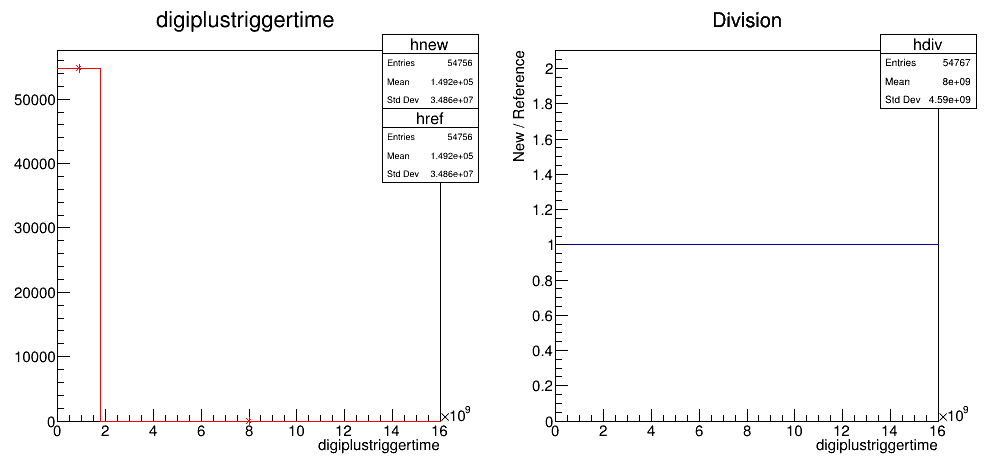 digiplustriggertime
hnew
Entries 54756
Mean 1.492e+05
Std Dev 3.486e+07
href
Entries 54756
Mean 1.492e+05
Std Dev 3.486e+07
50000
40000
30000
20000
10000
0
0 2 4 6 8 10 12 14 16
×10⁹
digiplustriggertime
Division
hdiv
Entries 54767
Mean 8e+09
Std Dev 4.59e+09
New / Reference
2
1.8
1.6
1.4
1.2
1
0.8
0.6
0.4
0.2
0
0 2 4 6 8 10 12 14 16
×10⁹
digiplustriggertime